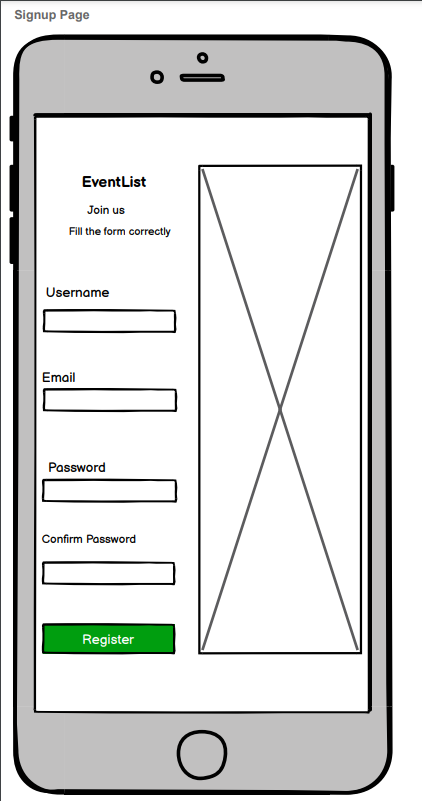 Signup Page
EventList
Join us
Fill the form correctly
Username
Email
Password
Confirm Password
Register